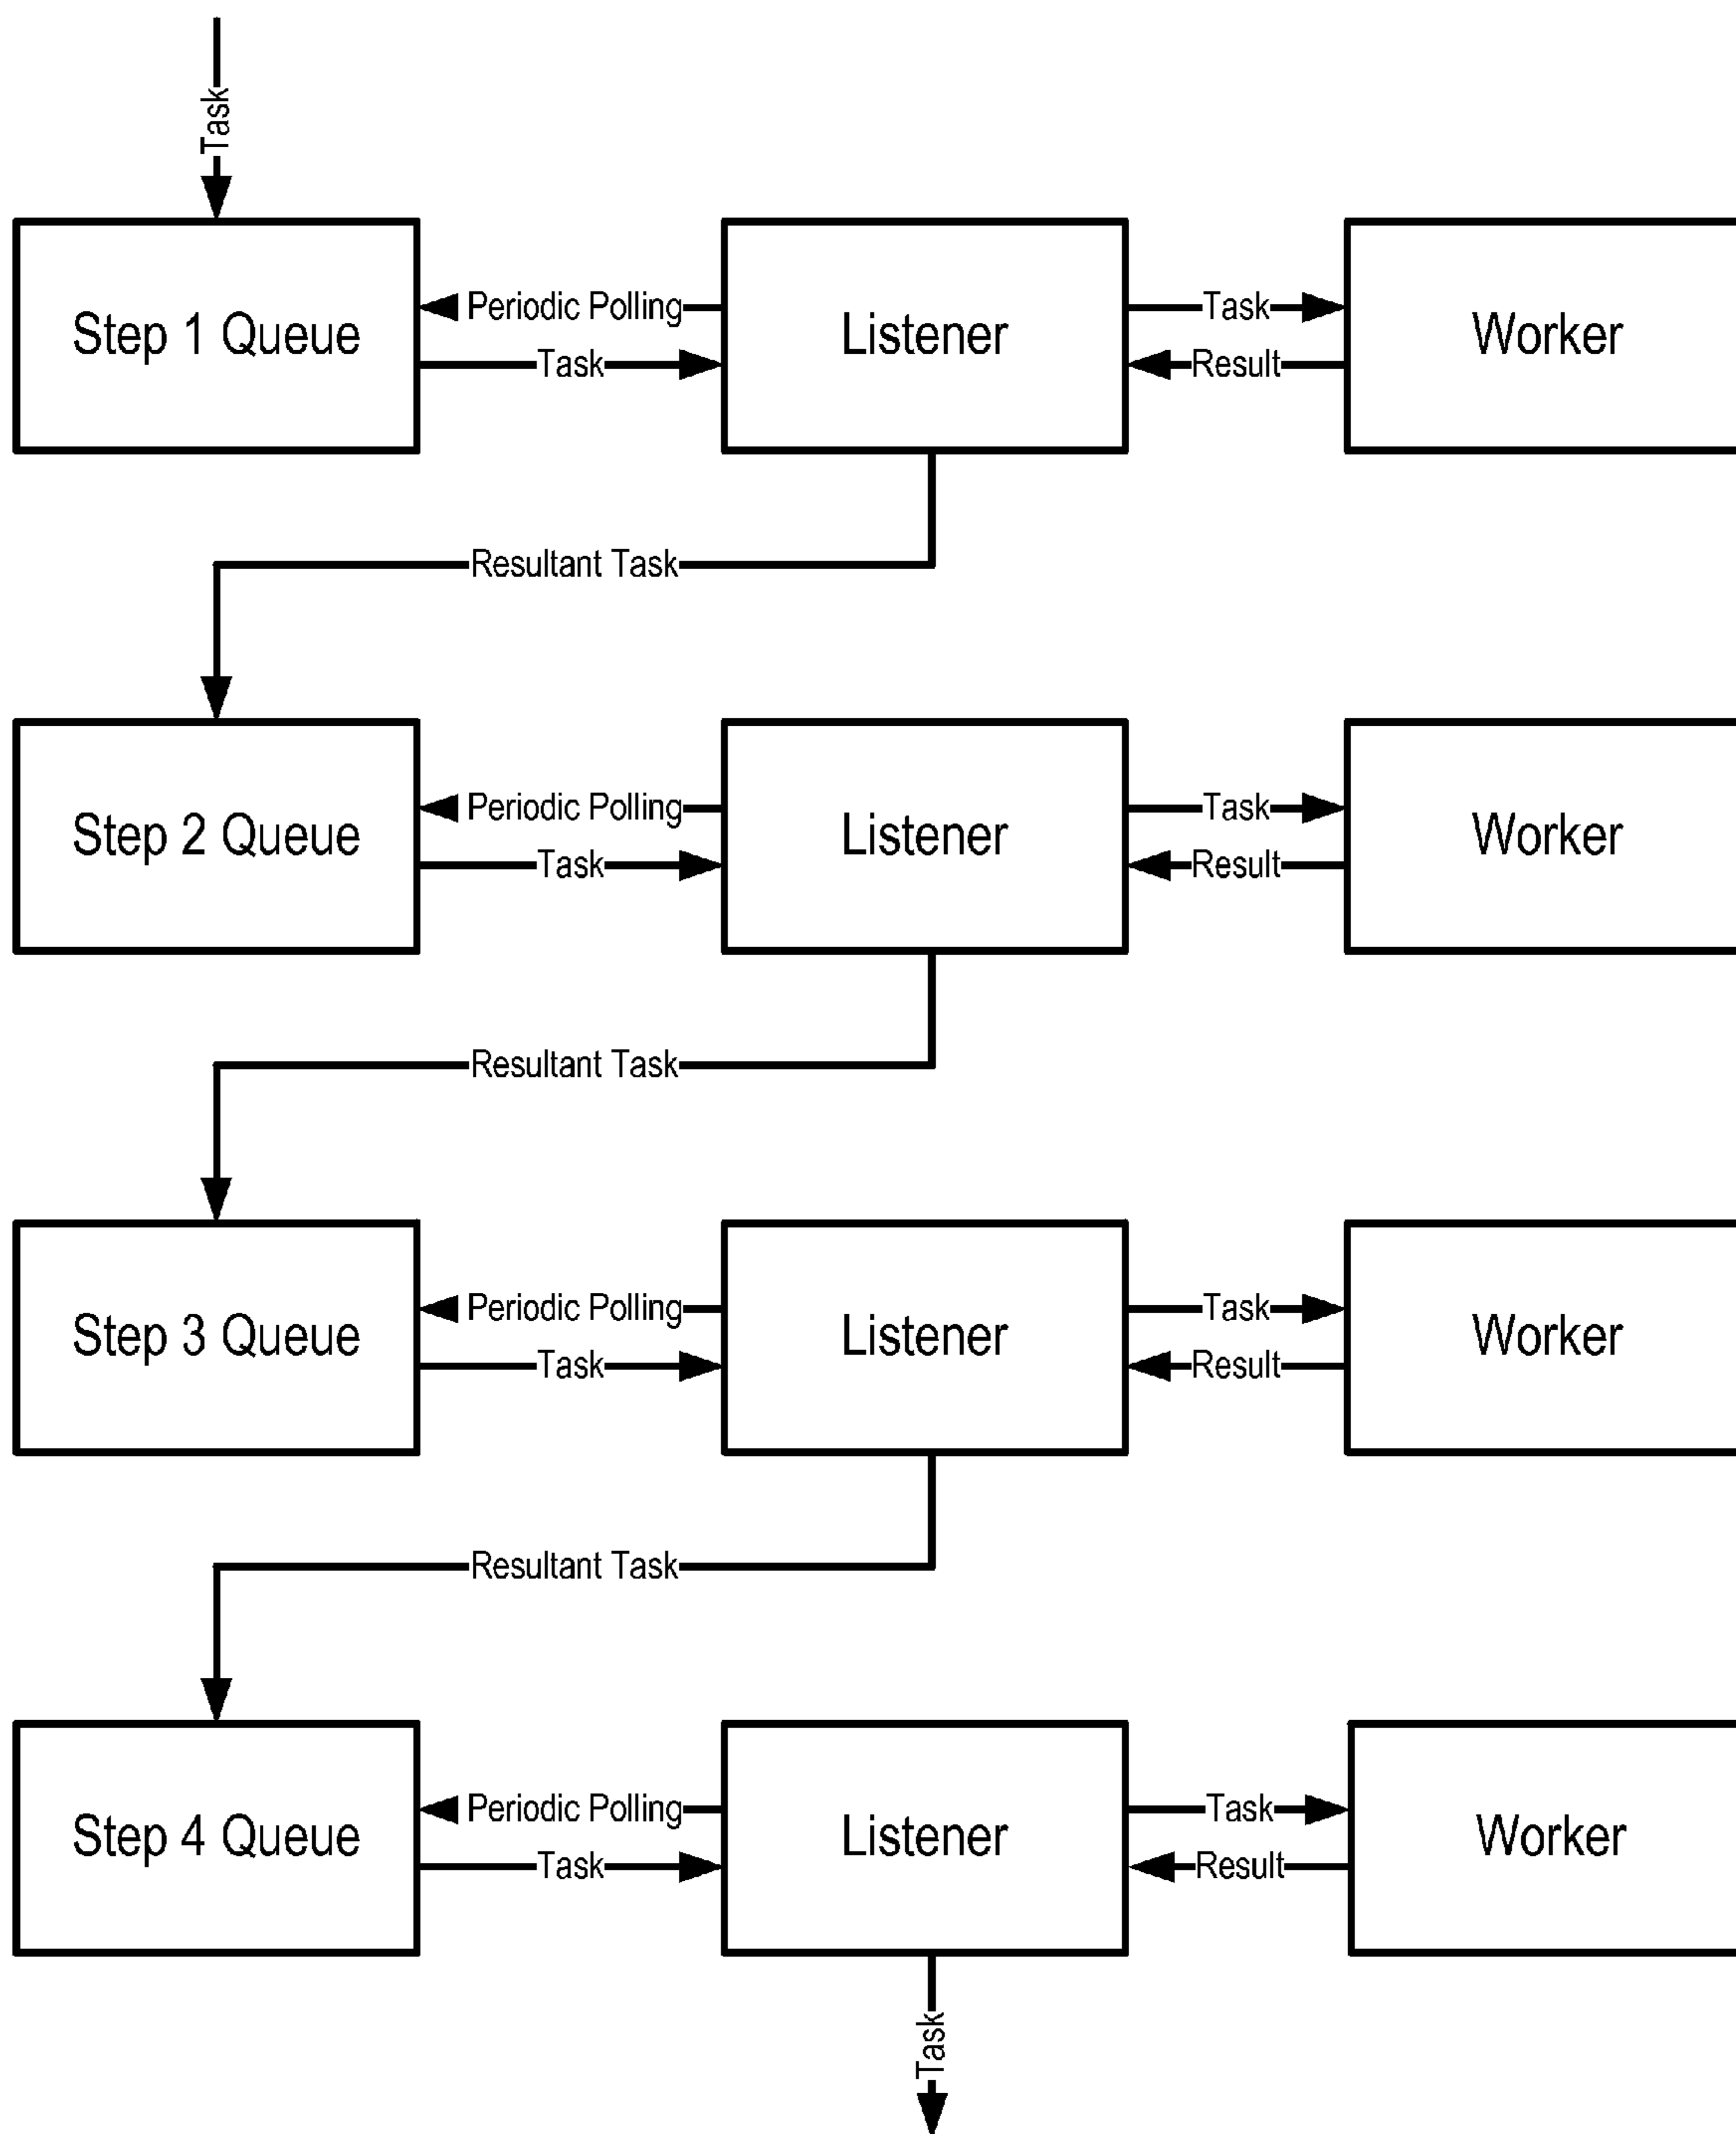 Task
Step 1 Queue
Periodic Polling
Task
Listener
Task
Result
Worker
Resultant Task
Step 2 Queue
Periodic Polling
Task
Listener
Task
Result
Worker
Resultant Task
Step 3 Queue
Periodic Polling
Task
Listener
Task
Result
Worker
Resultant Task
Step 4 Queue
Periodic Polling
Task
Listener
Task
Result
Worker
Task